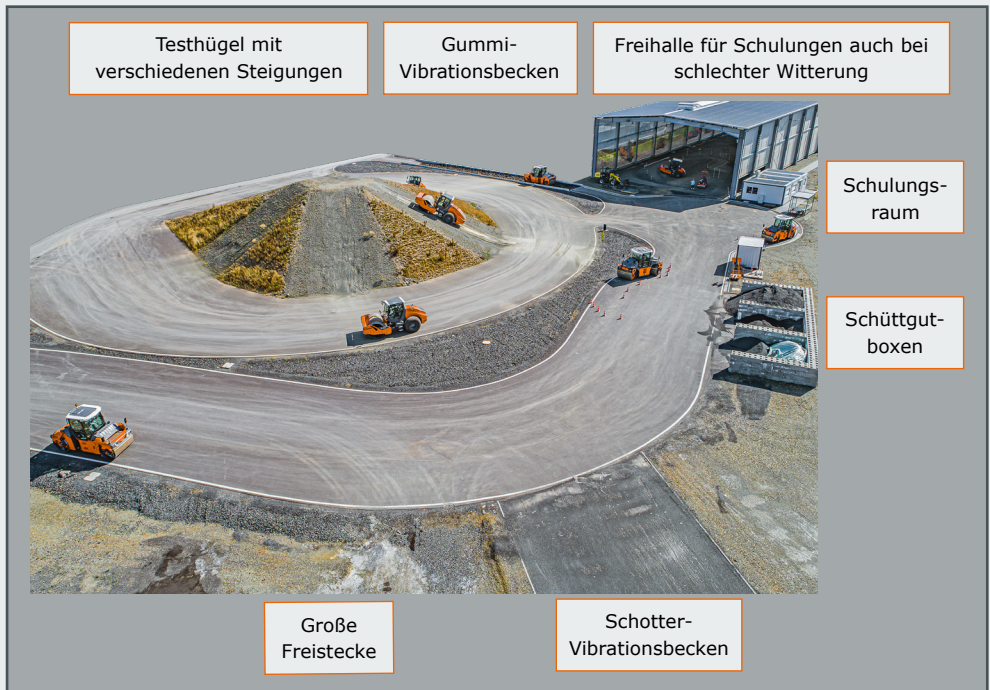 Testhügel mit
verschiedenen Steigungen
Gummi-
Vibrationsbecken
Freihalle für Schulungen auch bei
schlechter Witterung
Schulungs-
raum
Schüttgut-
boxen
Große
Freistecke
Schotter-
Vibrationsbecken